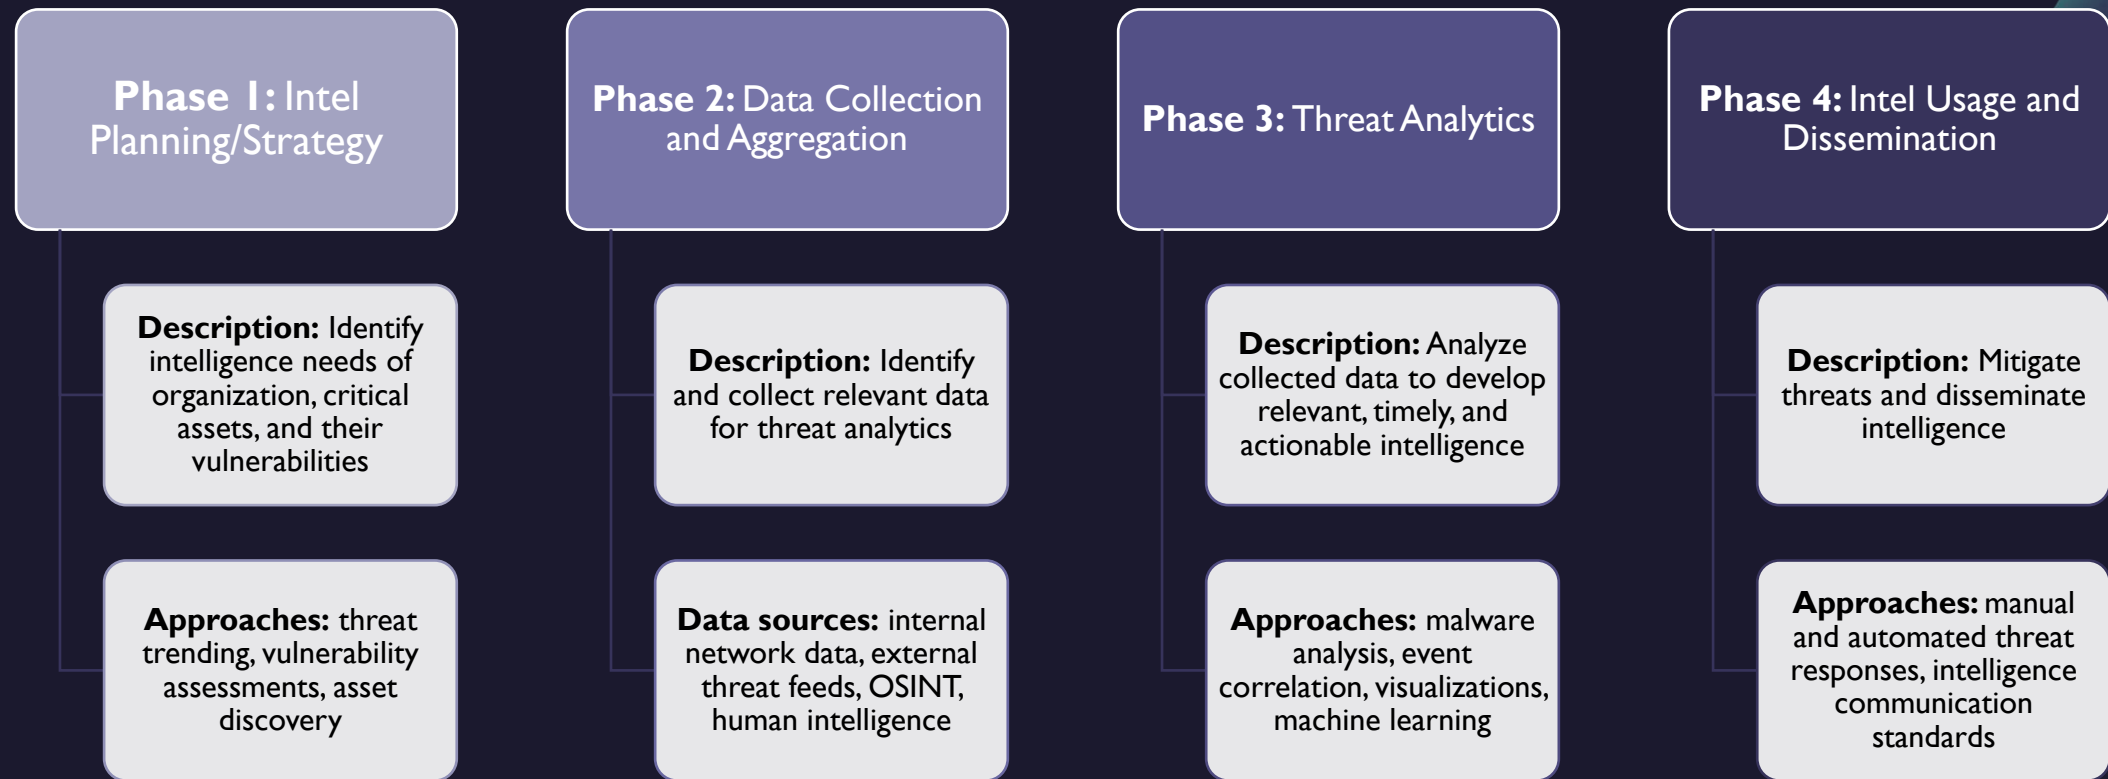 Phase 1: Intel
Planning/Strategy
Description: Identify
intelligence needs of
organization, critical
assets, and their
vulnerabilities
Approaches: threat
trending, vulnerability
assessments, asset
discovery
Phase 2: Data Collection
and Aggregation
Description: Identify
and collect relevant data
for threat analytics
Data sources: internal
network data, external
threat feeds, OSINT,
human intelligence
Phase 3: Threat Analytics
Description: Analyze
collected data to develop
relevant, timely, and
actionable intelligence
Approaches: malware
analysis, event
correlation, visualizations,
machine learning
Phase 4: Intel Usage and
Dissemination
Description: Mitigate
threats and disseminate
intelligence
Approaches: manual
and automated threat
responses, intelligence
communication
standards